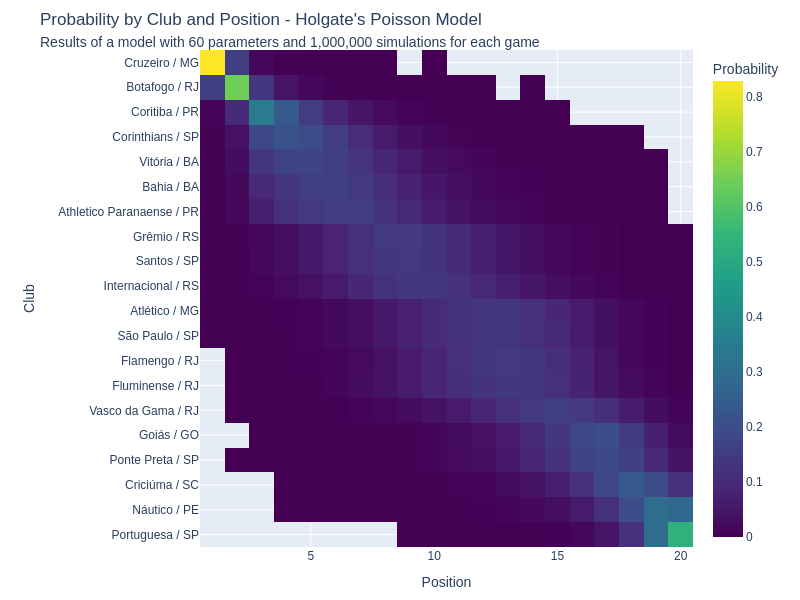 Probability by Club and Position - Holgate's Poisson Model
Results of a model with 60 parameters and 1,000,000 simulations for each game
Probability
Club
Cruzeiro / MG
Botafogo / RJ
Coritiba / PR
Corinthians / SP
Vitória / BA
Bahia / BA
Athletico Paranaense / PR
Grêmio / RS
Santos / SP
Internacional / RS
Atlético / MG
São Paulo / SP
Flamengo / RJ
Fluminense / RJ
Vasco da Gama / RJ
Goiás / GO
Ponte Preta / SP
Criciúma / SC
Náutico / PE
Portuguesa / SP
0.8
0.7
0.6
0.5
0.4
0.3
0.2
0.1
0
5 10 15 20
Position